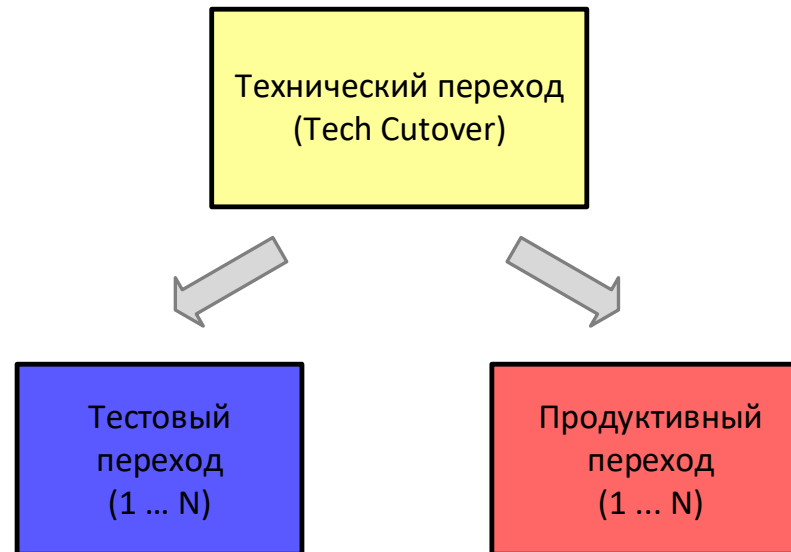 Технический переход
(Tech Cutover)
Тестовый
переход
(1 … N)
Продуктивный
переход
(1 ... N)